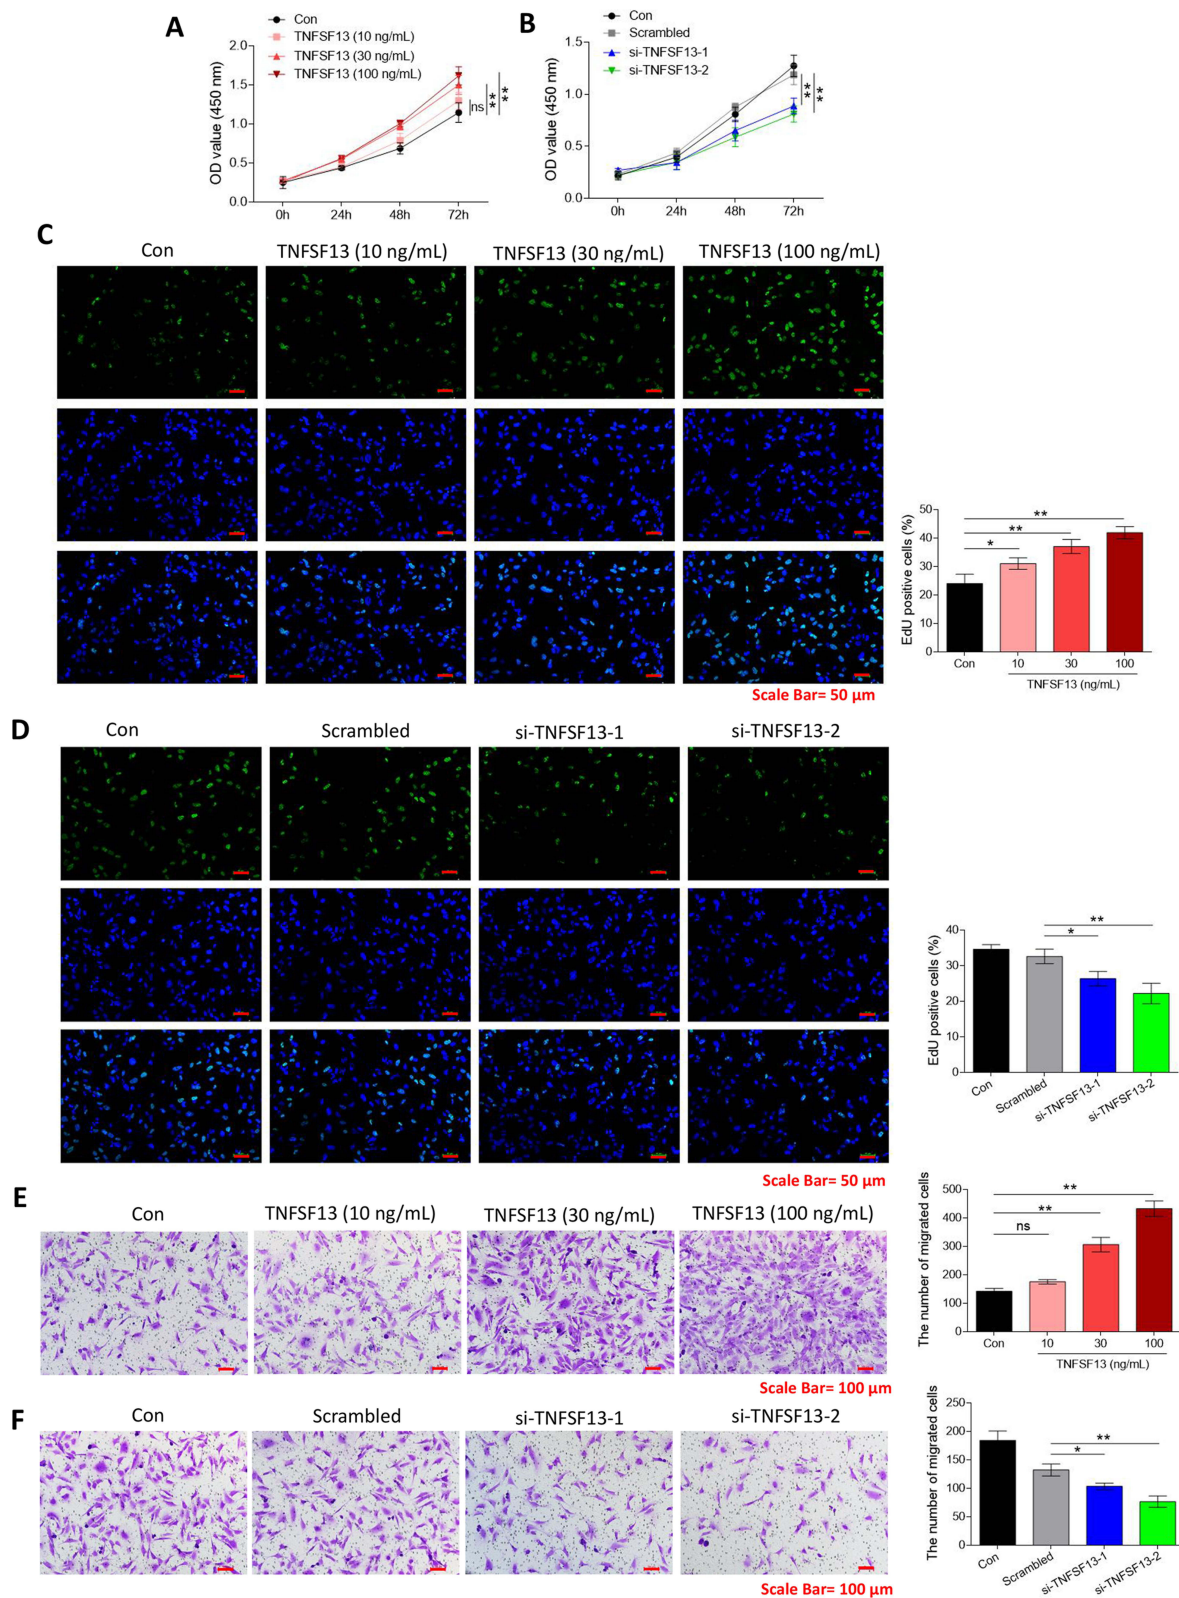 A
Con
TNFSF13 (10 ng/mL)
TNFSF13 (30 ng/mL)
TNFSF13 (100 ng/mL)
OD value (450 nm)
2.0
1.5
1.0
0.5
0.0
0h 24h 48h 72h
ns
**
**
B
Con
Scrambled
si-TNFSF13-1
si-TNFSF13-2
OD value (450 nm)
1.5
1.0
0.5
0.0
0h 24h 48h 72h
**
**
C
Con TNFSF13 (10 ng/mL) TNFSF13 (30 ng/mL) TNFSF13 (100 ng/mL)
Scale Bar= 50 μm
EdU positive cells (%)
50
40
30
20
10
0
**
**
*
Con 10 30 100
TNFSF13 (ng/mL)
D
Con Scrambled si-TNFSF13-1 si-TNFSF13-2
Scale Bar= 50 μm
EdU positive cells (%)
40
30
20
10
0
**
*
Con Scrambled si-TNFSF13-1 si-TNFSF13-2
E
Con TNFSF13 (10 ng/mL) TNFSF13 (30 ng/mL) TNFSF13 (100 ng/mL)
Scale Bar= 100 μm
The number of migrated cells
500
400
300
200
100
0
**
**
ns
Con 10 30 100
TNFSF13 (ng/mL)
F
Con Scrambled si-TNFSF13-1 si-TNFSF13-2
Scale Bar= 100 μm
The number of migrated cells
250
200
150
100
50
0
**
*
Con Scrambled si-TNFSF13-1 si-TNFSF13-2